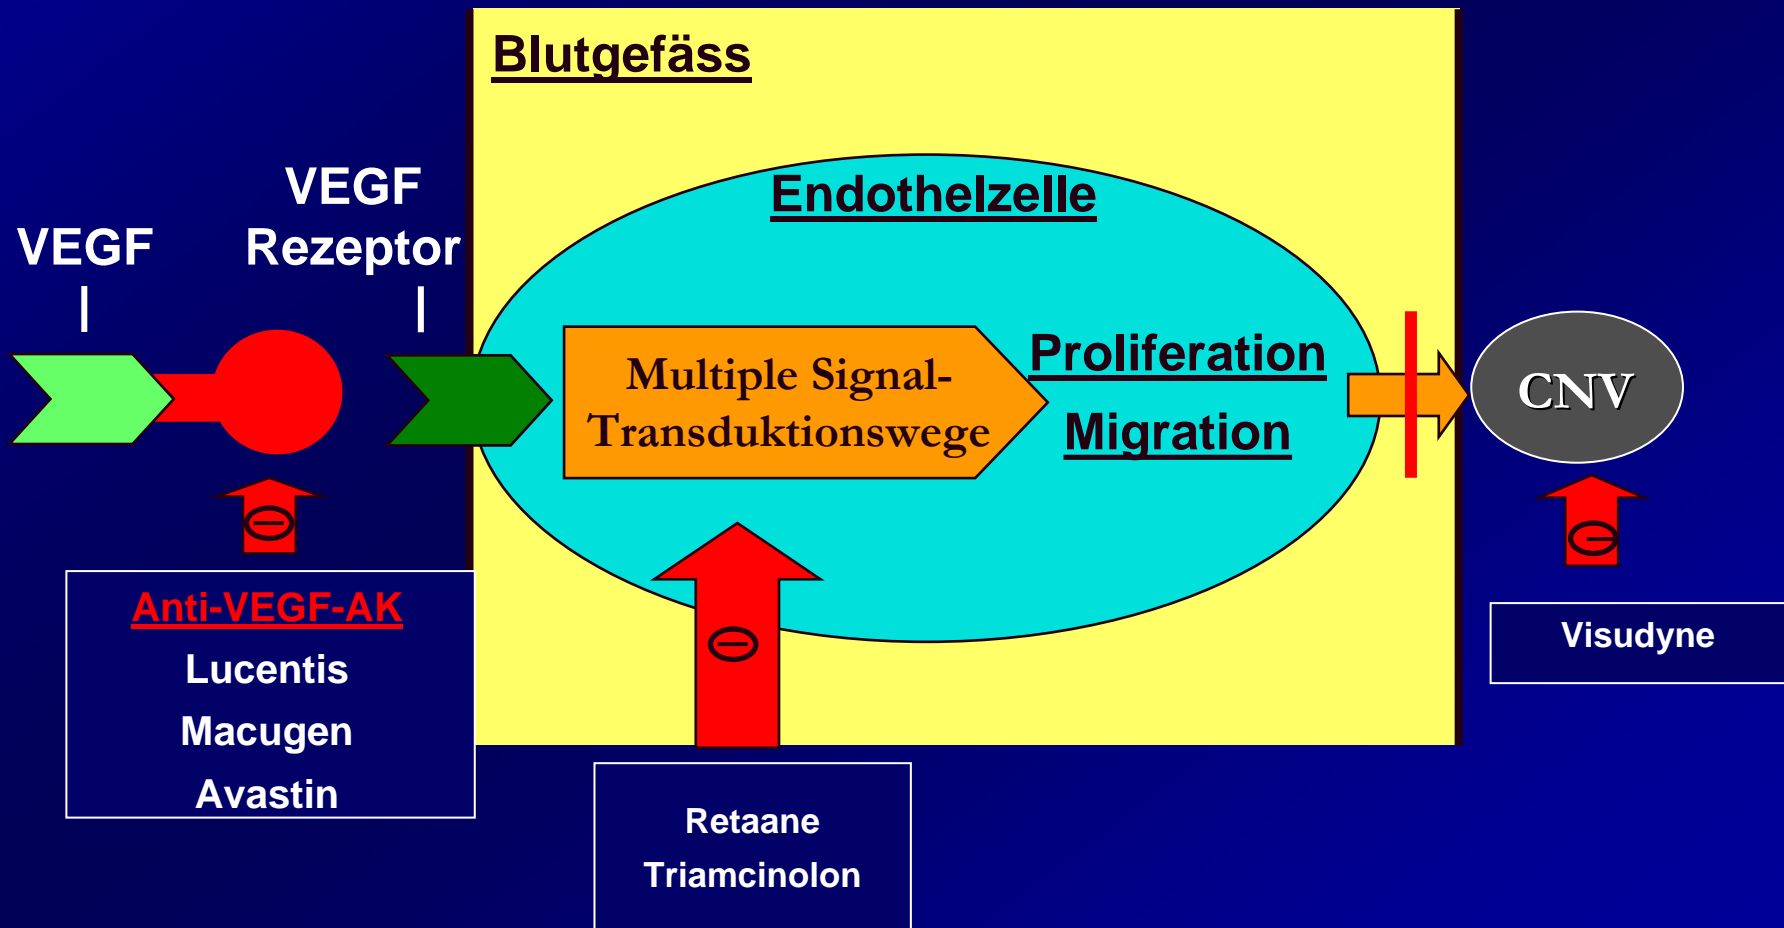 Blutgefäss
VEGF
VEGF
Rezeptor
Endothelzelle
Multiple Signal-
Transduktionswege
Proliferation
Migration
CNV
Anti-VEGF-AK
Lucentis
Macugen
Avastin
Retaane
Triamcinolon
Visudyne